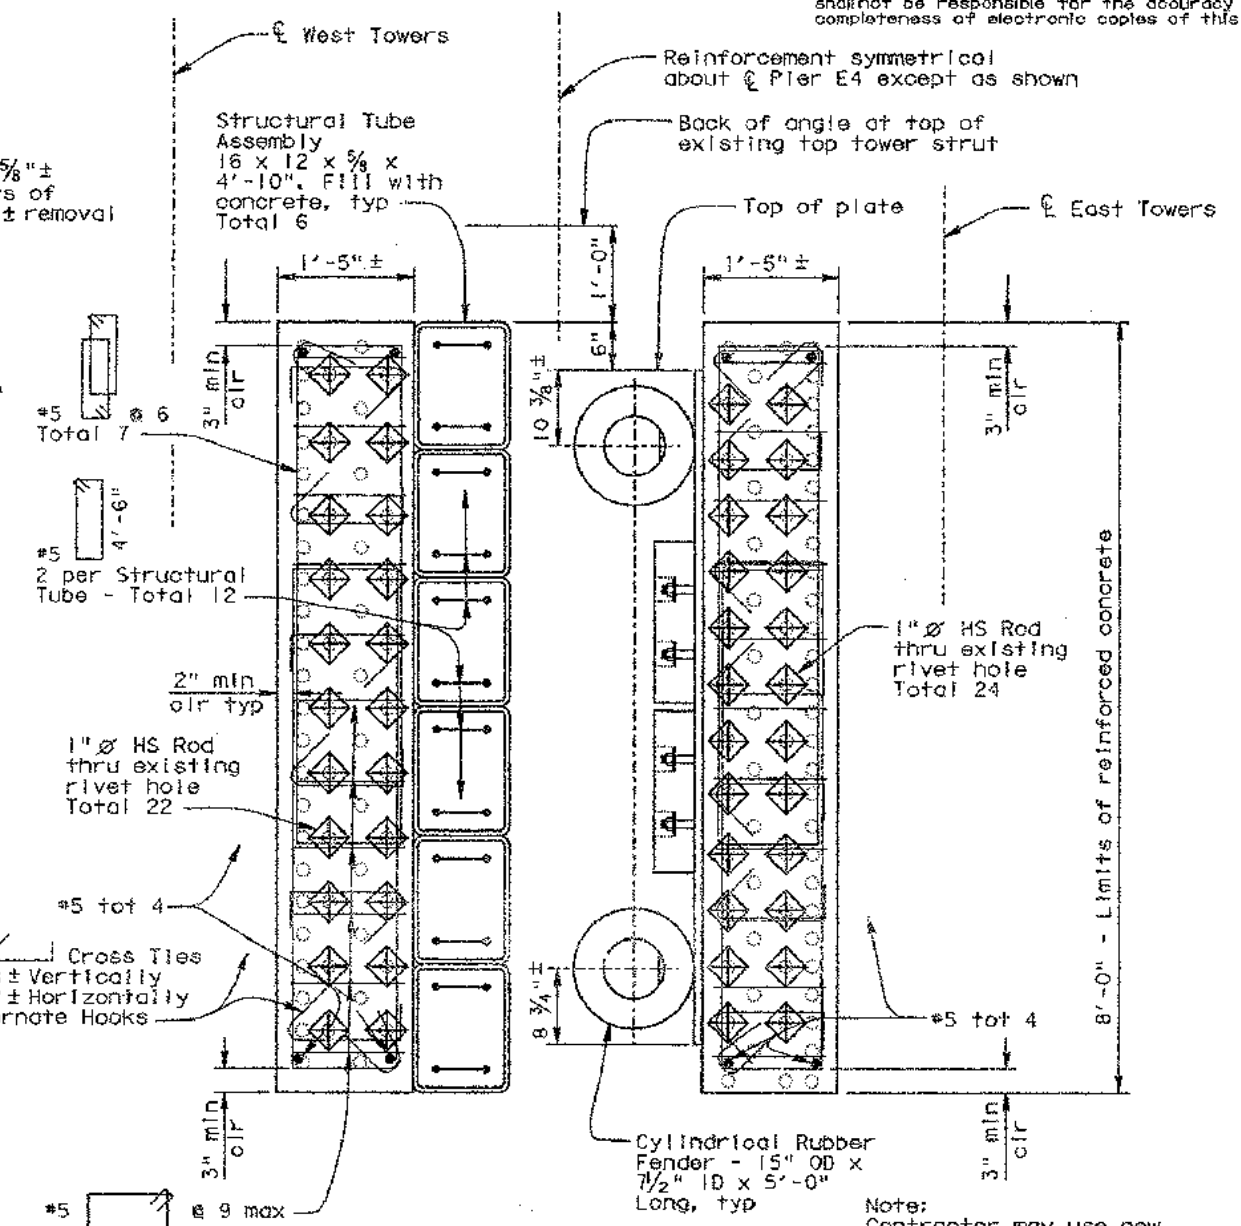 shall not be responsible for the accuracy
completeness of electronic copies of this
℄ West Towers
Reinforcement symmetrical
about ℄ Pier E4 except as shown
Structural Tube
Assembly
16 x 12 x ⅝ x
4'-10". Fill with
concrete, typ
Total 6
Back of angle at top of
existing top tower strut
⅝"±
s of
± removal
Top of plate
℄ East Towers
1'-5"±
1'-0"
1'-5"±
6"
3" min
clr
10 ⅜"±
3" min
clr
#5 @ 6
Total 7
4'-6"
#5
2 per Structural
Tube - Total 12
1"ø HS Rod
thru existing
rivet hole
Total 24
8'-0" - Limits of reinforced concrete
2" min
clr typ
1"ø HS Rod
thru existing
rivet hole
Total 22
#5 tot 4
Cross Ties
± Vertically
± Horizontally
rnate Hooks
8 ¾"±
#5 tot 4
3" min
clr
3" min
clr
Cylindrical Rubber
Fender - 15" OD x
7½" ID x 5'-0"
Long, typ
#5 @ 9 max
Note:
Contractor may use new